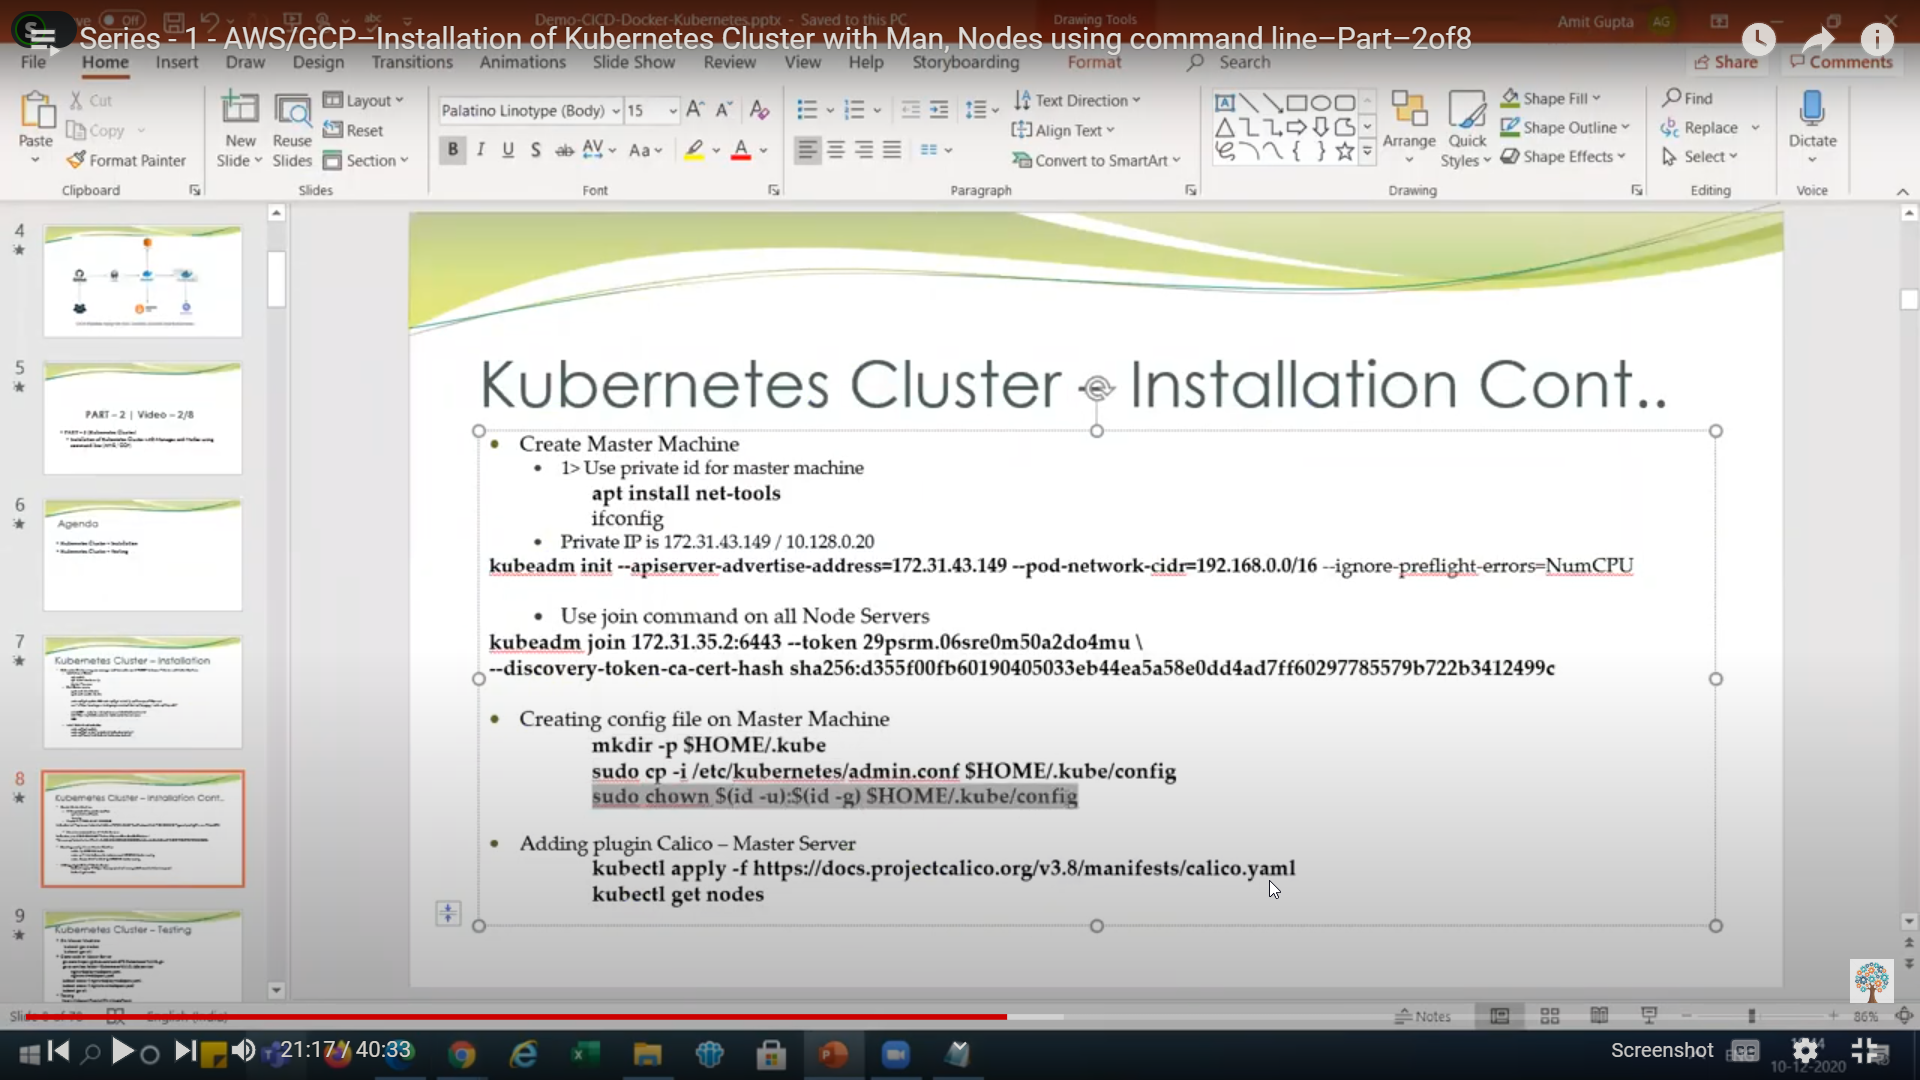 Demo-CICD-Docker-Kubernetes.pptx - Saved to this PC
Drawing Tools
Amit Gupta
AG
Off
Series - 1 - AWS/GCP–Installation of Kubernetes Cluster with Man, Nodes using command line–Part–2of8
File
Home
Insert
Draw
Design
Transitions
Animations
Slide Show
Review
View
Help
Storyboarding
Format
Search
Share
Comments
Paste
Cut
Copy
Format Painter
Clipboard
New Slide
Reuse Slides
Layout
Reset
Section
Slides
Palatino Linotype (Body)
15
Font
Text Direction
Align Text
Convert to SmartArt
Paragraph
Arrange
Quick Styles
Shape Fill
Shape Outline
Shape Effects
Drawing
Find
Replace
Select
Editing
Dictate
Voice
4
5
PART – 2 | Video – 2/8
6
Agenda
Kubernetes Cluster – Installation
Kubernetes Cluster – Testing
7
Kubernetes Cluster – Installation
8
Kubernetes Cluster – Installation Cont..
9
Kubernetes Cluster – Testing
Kubernetes Cluster – Installation Cont..
• Create Master Machine
• 1> Use private id for master machine
apt install net-tools
ifconfig
• Private IP is 172.31.43.149 / 10.128.0.20
kubeadm init --apiserver-advertise-address=172.31.43.149 --pod-network-cidr=192.168.0.0/16 --ignore-preflight-errors=NumCPU
• Use join command on all Node Servers
kubeadm join 172.31.35.2:6443 --token 29psrm.06sre0m50a2do4mu \
--discovery-token-ca-cert-hash sha256:d355f00fb60190405033eb44ea5a58e0dd4ad7ff60297785579b722b3412499c
• Creating config file on Master Machine
mkdir -p $HOME/.kube
sudo cp -i /etc/kubernetes/admin.conf $HOME/.kube/config
sudo chown $(id -u):$(id -g) $HOME/.kube/config
• Adding plugin Calico – Master Server
kubectl apply -f https://docs.projectcalico.org/v3.8/manifests/calico.yaml
kubectl get nodes
Notes
86%
21:17 / 40:33
Screenshot
10-12-2020